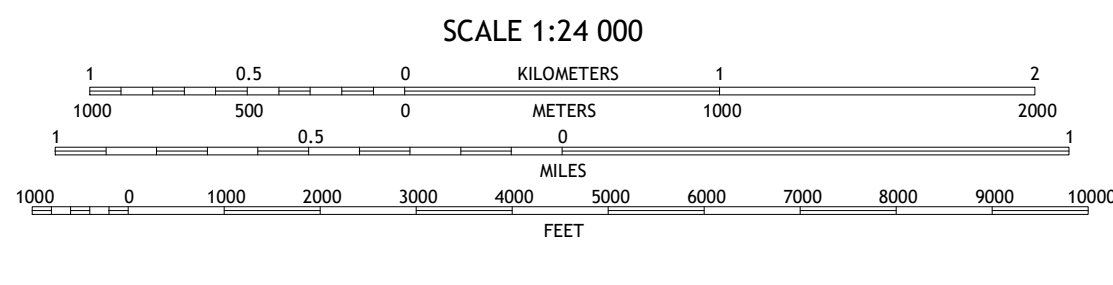 SCALE 1:24 000
1 0.5 0 KILOMETERS 1 2
1000 500 0 METERS 1000 2000
1 0.5 0 1
MILES
1000 0 1000 2000 3000 4000 5000 6000 7000 8000 9000 10000
FEET